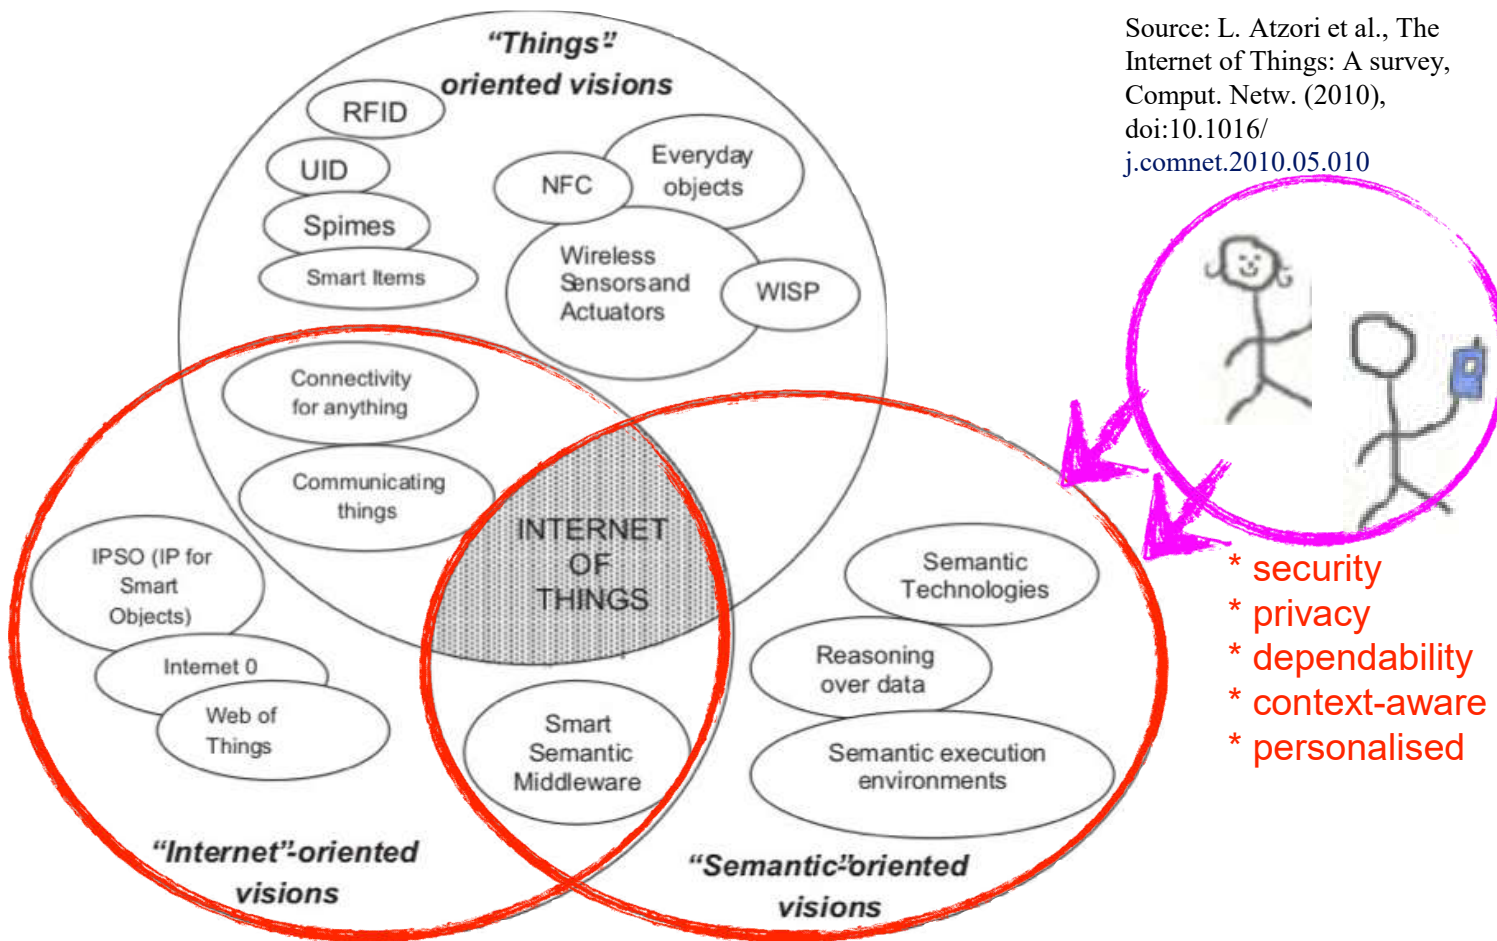 Source: L. Atzori et al., The
Internet of Things: A survey,
Comput. Netw. (2010),
doi:10.1016/
j.comnet.2010.05.010
“Things”-
oriented visions
RFID
UID
Spimes
Smart Items
NFC
Everyday
objects
Wireless
Sensors and
Actuators
WISP
Connectivity
for anything
Communicating
things
INTERNET
OF
THINGS
IPSO (IP for
Smart
Objects)
Internet 0
Web of
Things
Smart
Semantic
Middleware
Semantic
Technologies
Reasoning
over data
Semantic execution
environments
“Internet”-oriented
visions
“Semantic”-oriented
visions
* security
* privacy
* dependability
* context-aware
* personalised